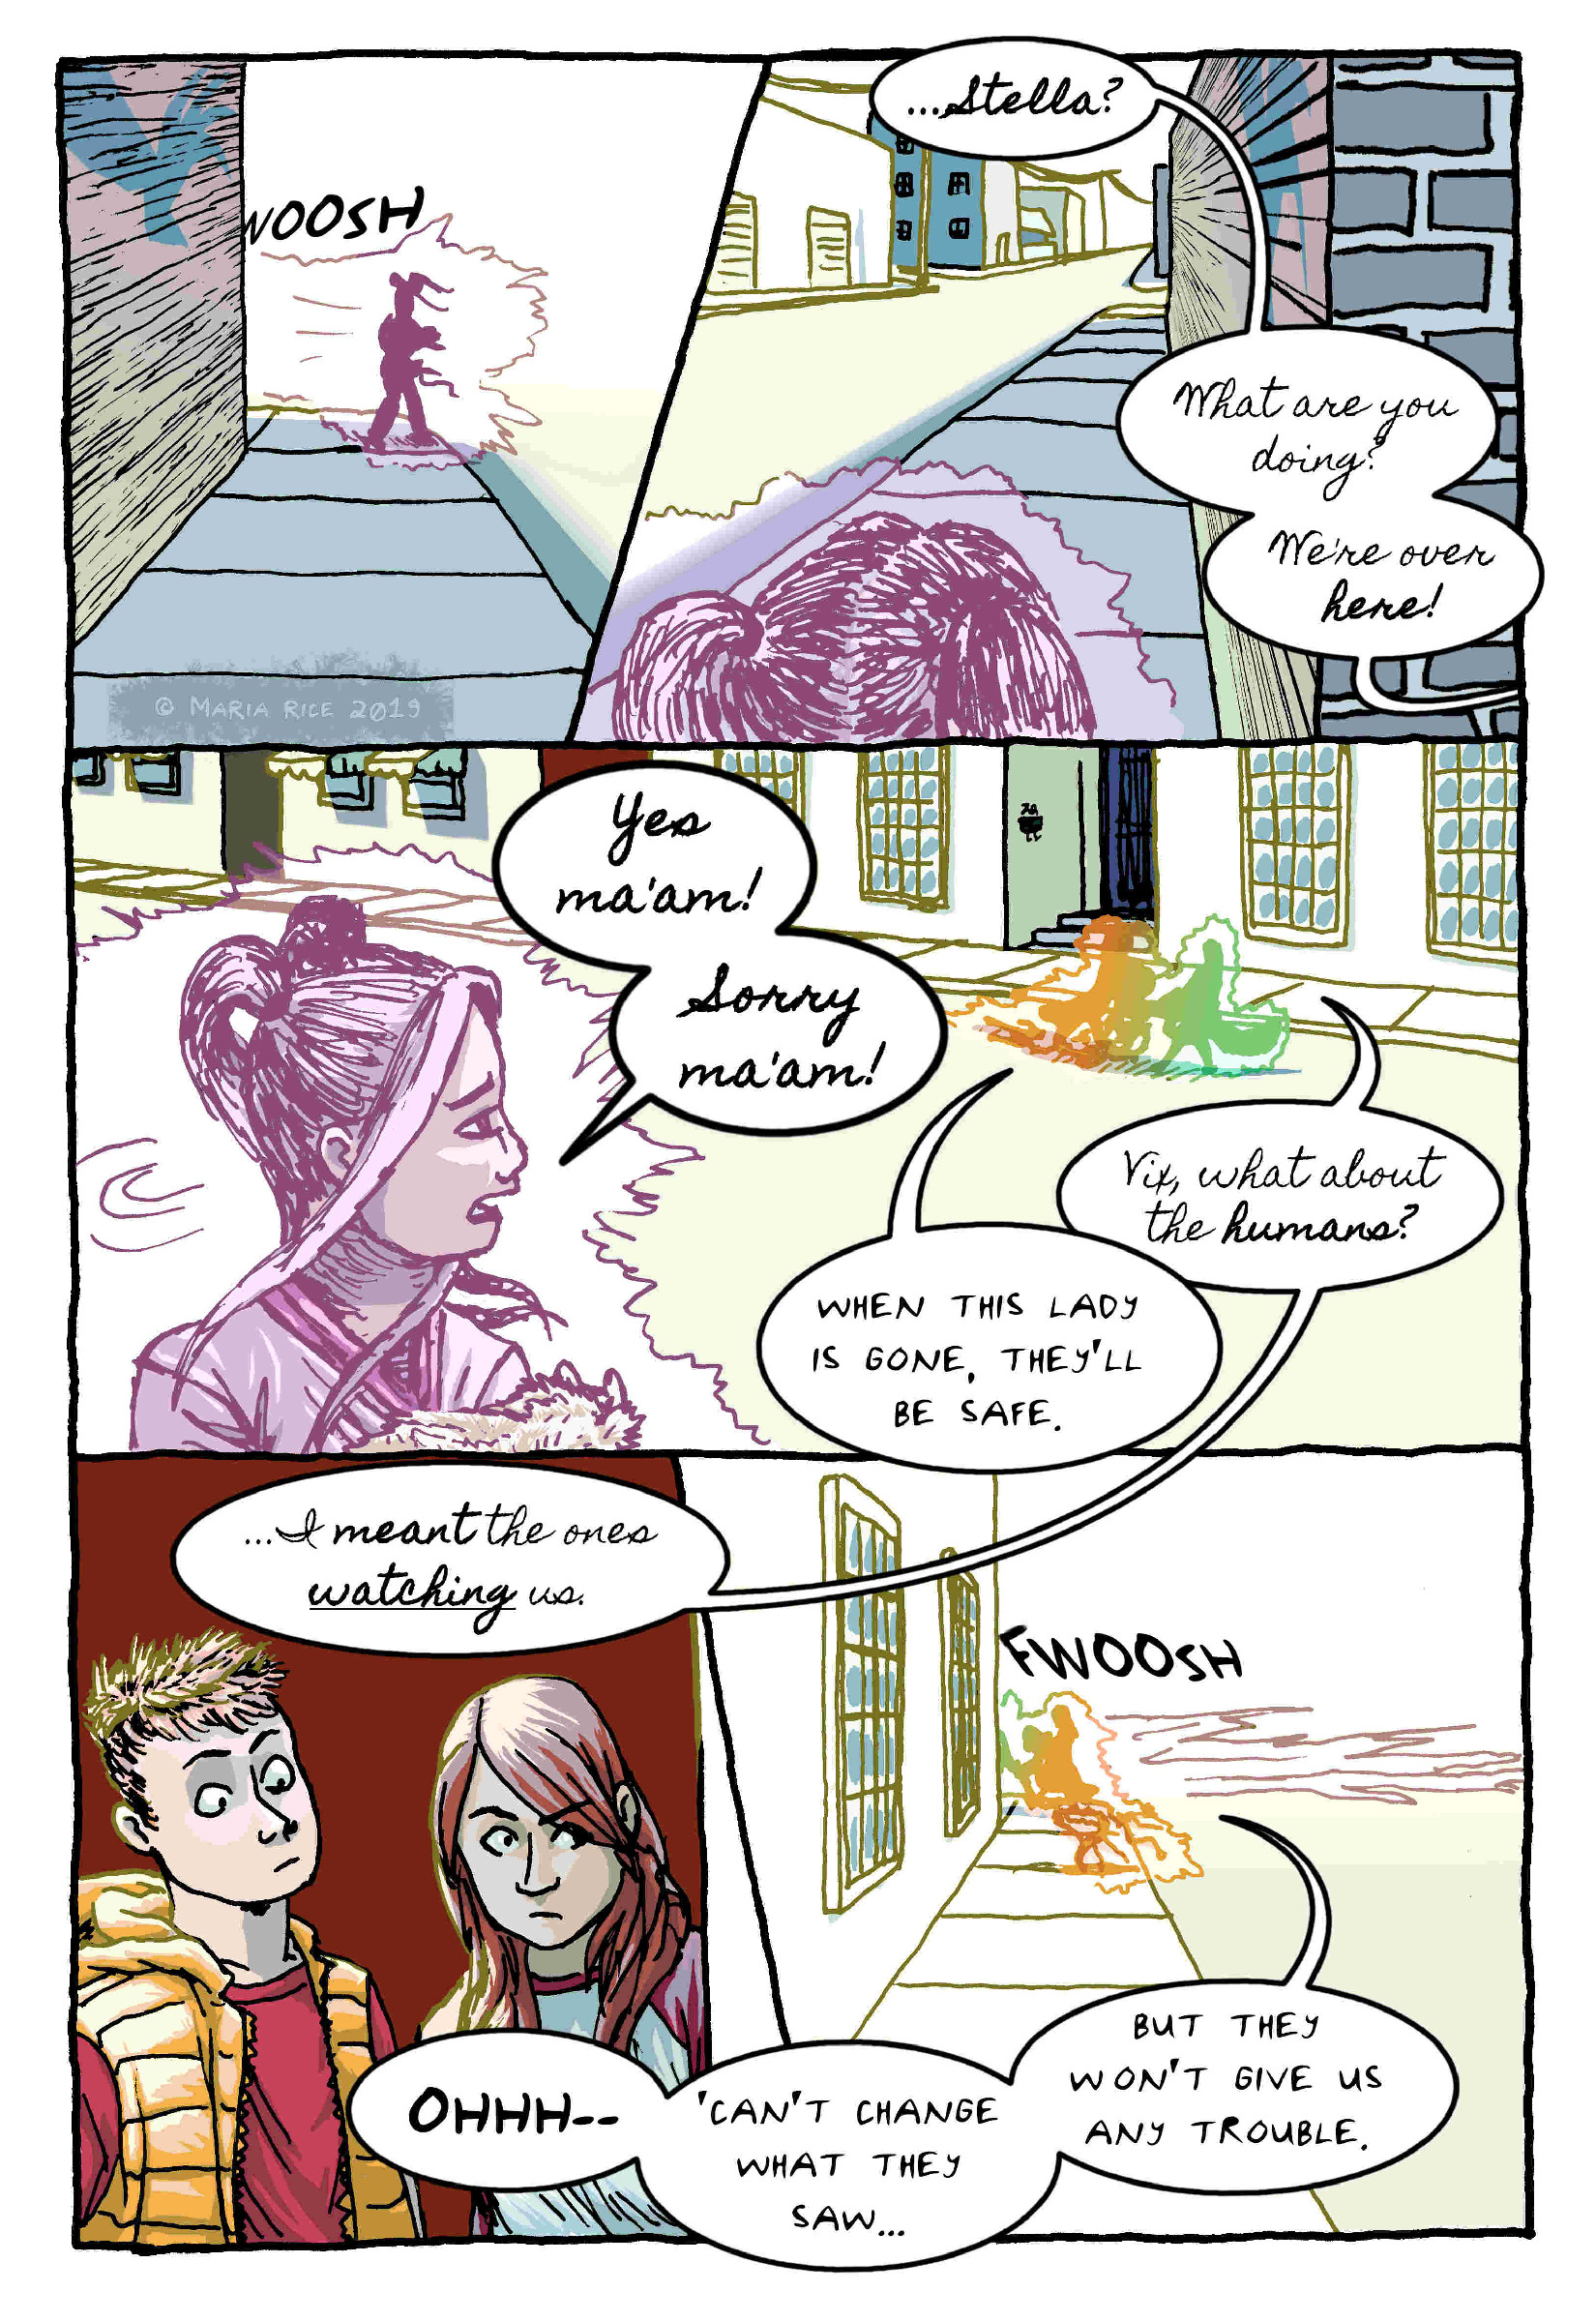 WOOSH
...Stella?
What are you
doing?
We're over
here!
© MARIA RICE 2019
Yes
ma'am!
Sorry
ma'am!
Vix, what about
the humans?
WHEN THIS LADY
IS GONE, THEY'LL
BE SAFE.
...I meant the ones
watching us.
FWOOSH
OHHH--
'CAN'T CHANGE
WHAT THEY
SAW...
BUT THEY
WON'T GIVE US
ANY TROUBLE.